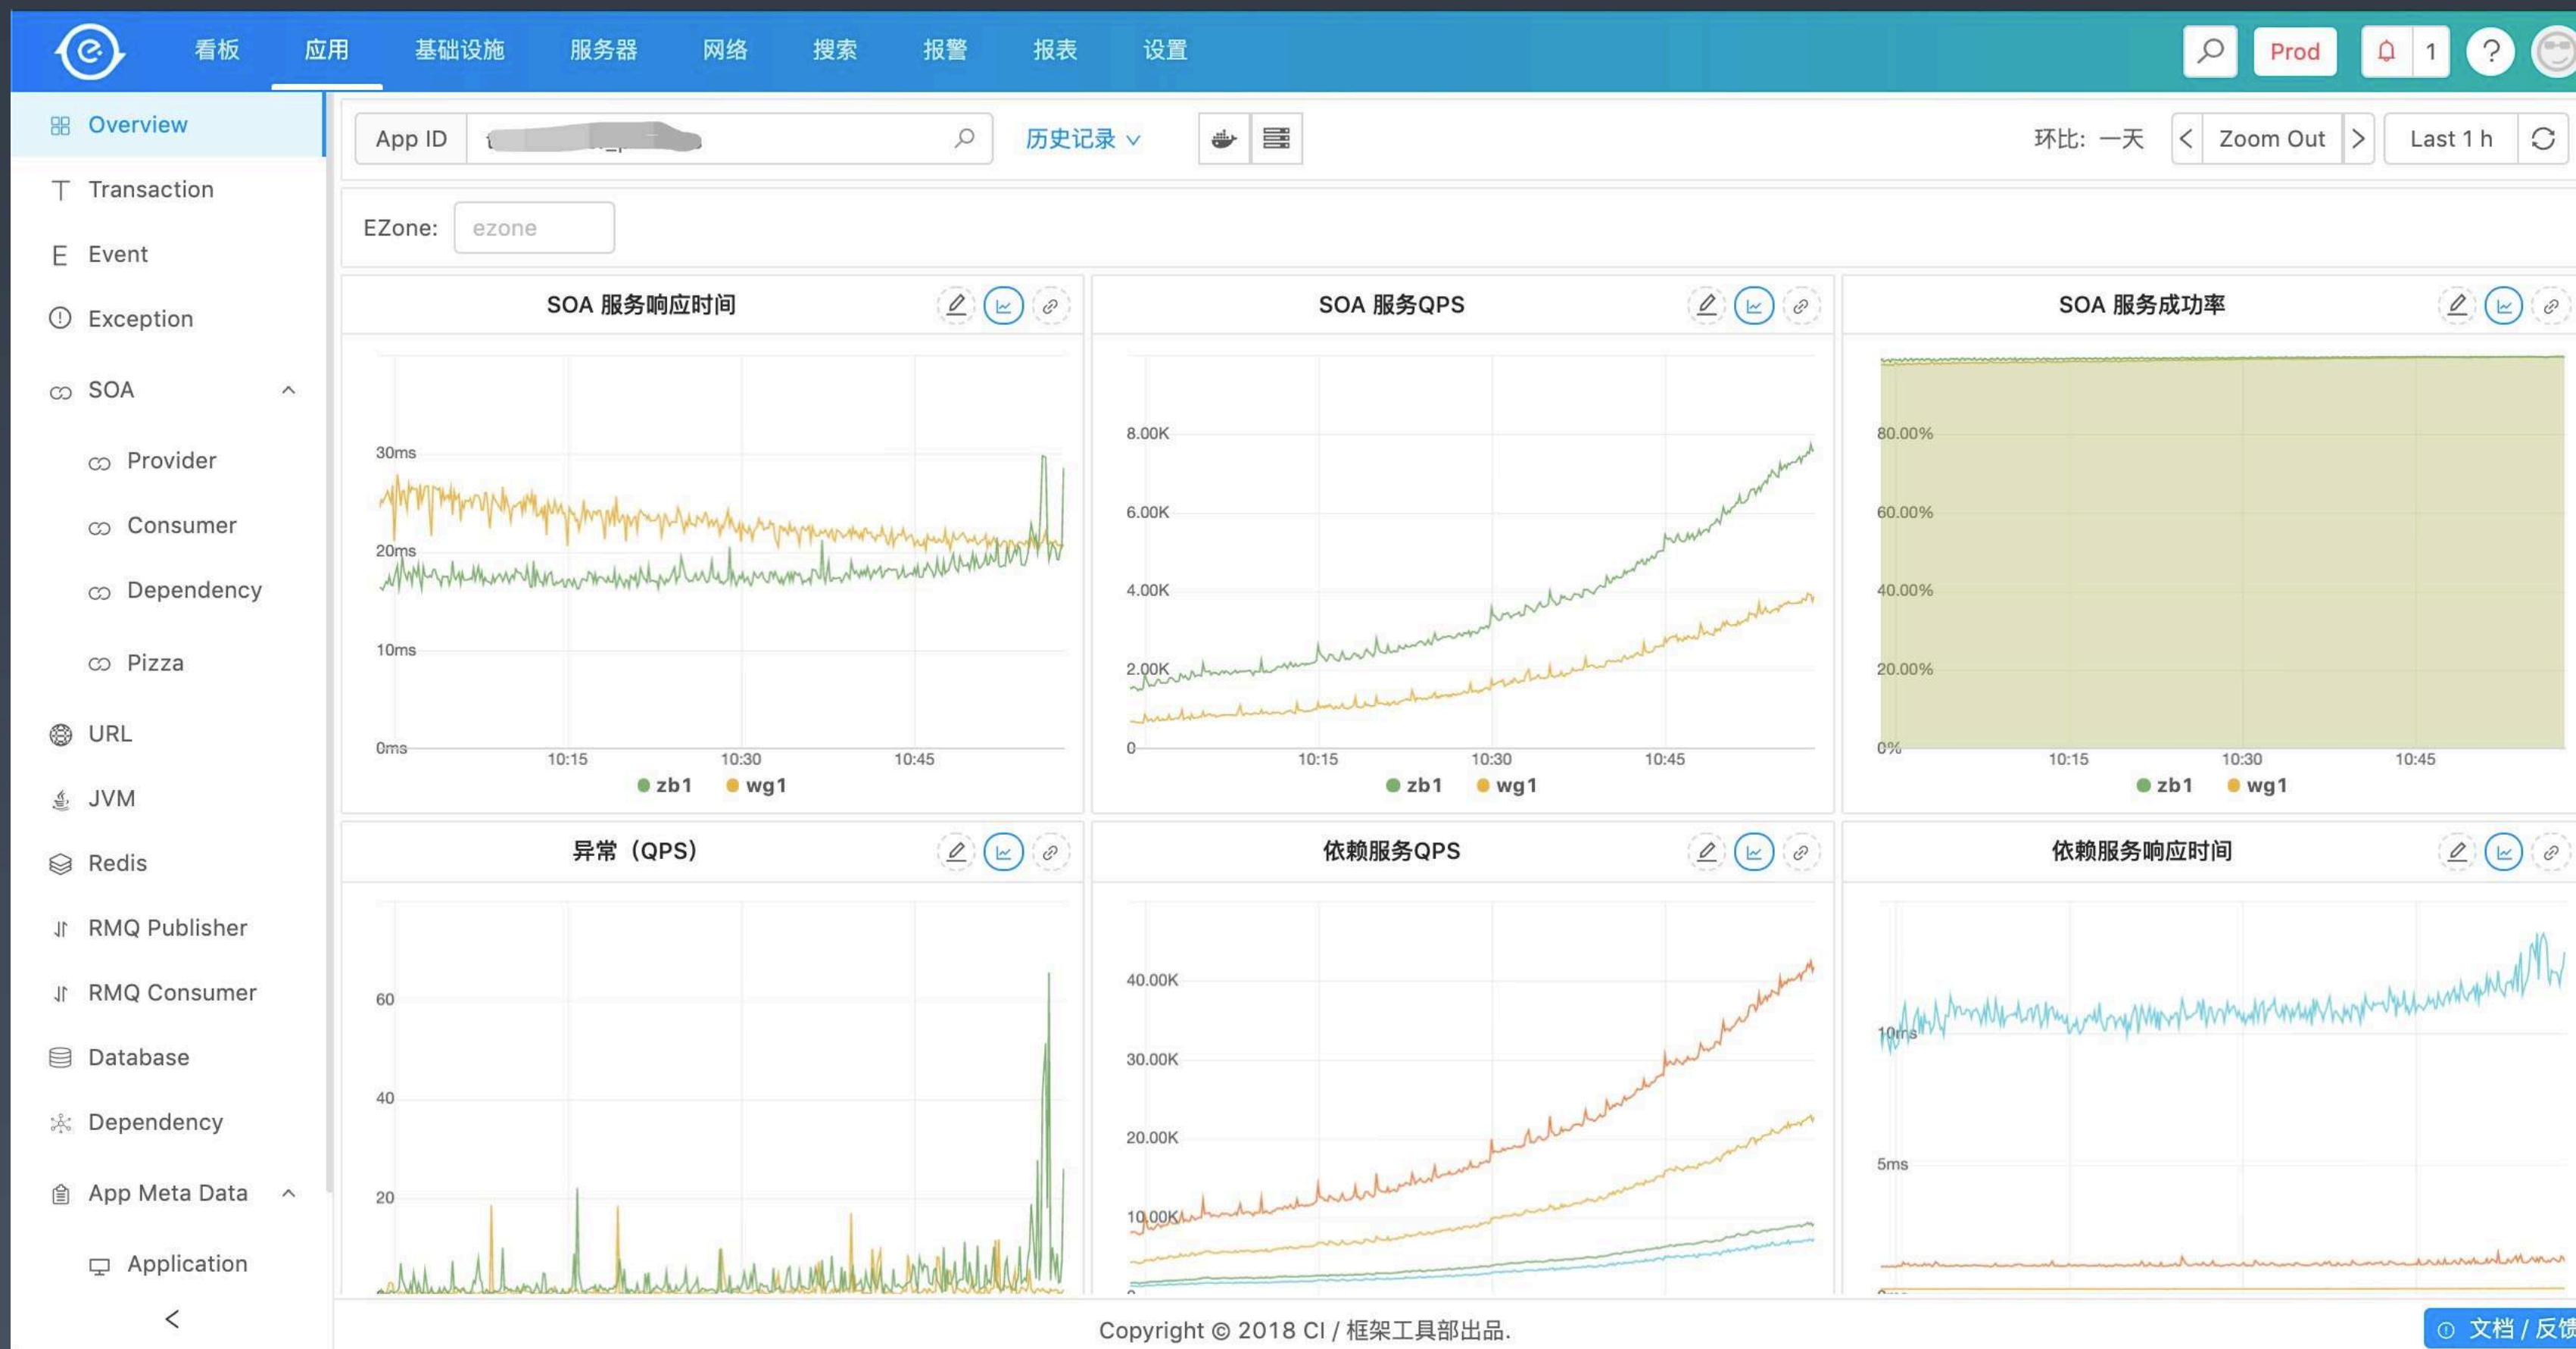 看板 应用 基础设施 服务器 网络 搜索 报警 报表 设置 Prod 1 ?
Overview
Transaction
Event
Exception
SOA
Provider
Consumer
Dependency
Pizza
URL
JVM
Redis
RMQ Publisher
RMQ Consumer
Database
Dependency
App Meta Data
Application
App ID 历史记录 环比: 一天 Zoom Out Last 1 h
EZone: ezone
SOA 服务响应时间
30ms
20ms
10ms
0ms
10:15 10:30 10:45
zb1 wg1
SOA 服务QPS
8.00K
6.00K
4.00K
2.00K
0
10:15 10:30 10:45
zb1 wg1
SOA 服务成功率
80.00%
60.00%
40.00%
20.00%
0%
10:15 10:30 10:45
zb1 wg1
异常（QPS）
60
40
20
依赖服务QPS
40.00K
30.00K
20.00K
10.00K
依赖服务响应时间
10ms
5ms
Copyright © 2018 CI / 框架工具部出品.
文档 / 反馈